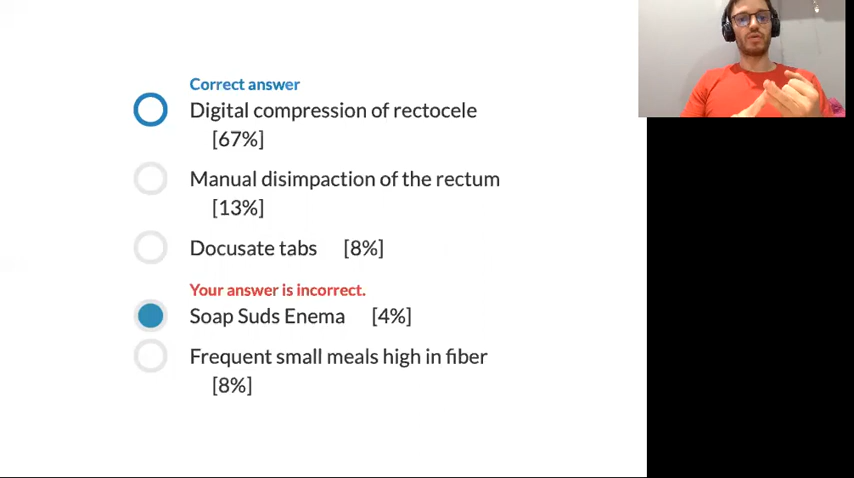 Correct answer
Digital compression of rectocele
[67%]
Manual disimpaction of the rectum
[13%]
Docusate tabs [8%]
Your answer is incorrect.
Soap Suds Enema [4%]
Frequent small meals high in fiber
[8%]